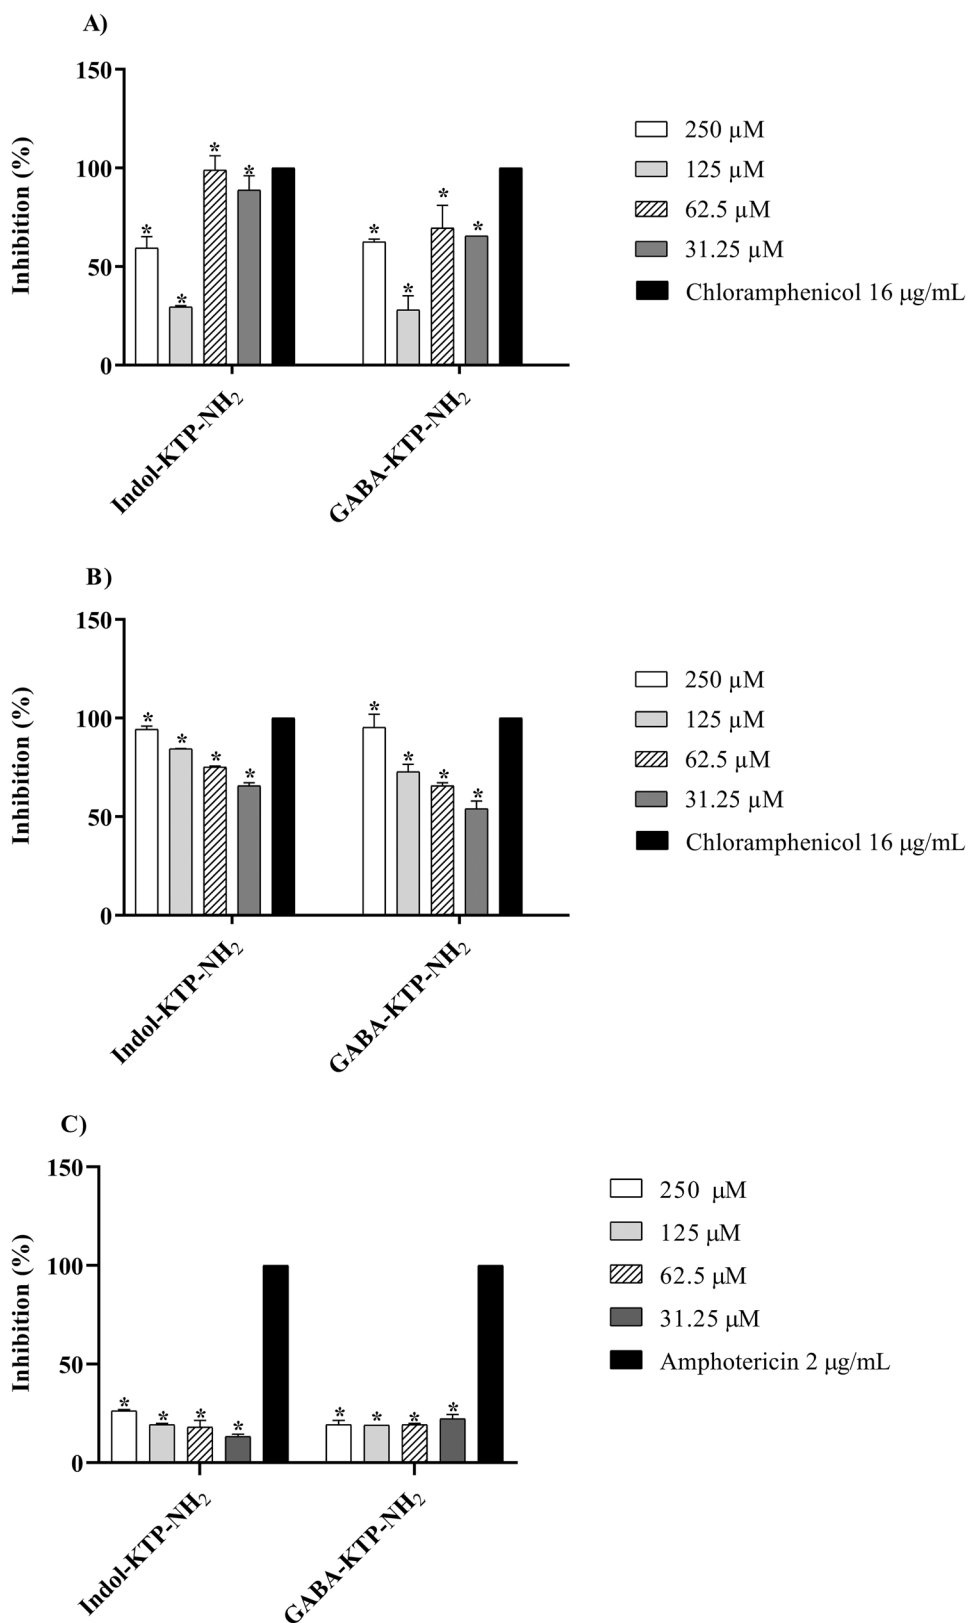 A)
150
100
50
0
Inhibition (%)
* * * *
* * * *
Indol-KTP-NH₂
GABA-KTP-NH₂
250 µM
125 µM
62.5 µM
31.25 µM
Chloramphenicol 16 µg/mL
B)
150
100
50
0
Inhibition (%)
* * * *
* * * *
Indol-KTP-NH₂
GABA-KTP-NH₂
250 µM
125 µM
62.5 µM
31.25 µM
Chloramphenicol 16 µg/mL
C)
150
100
50
0
Inhibition (%)
* * * *
* * * *
Indol-KTP-NH₂
GABA-KTP-NH₂
250 µM
125 µM
62.5 µM
31.25 µM
Amphotericin 2 µg/mL